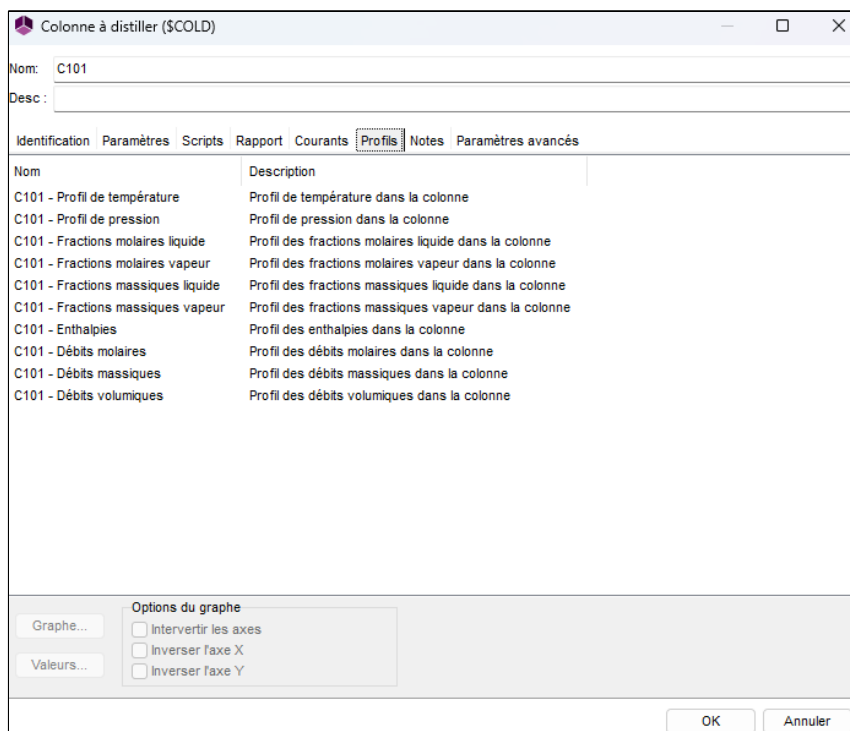 Colonne à distiller ($COLD)
Nom: C101
Desc :
Identification Paramètres Scripts Rapport Courants Profils Notes Paramètres avancés
Nom Description
C101 - Profil de température Profil de température dans la colonne
C101 - Profil de pression Profil de pression dans la colonne
C101 - Fractions molaires liquide Profil des fractions molaires liquide dans la colonne
C101 - Fractions molaires vapeur Profil des fractions molaires vapeur dans la colonne
C101 - Fractions massiques liquide Profil des fractions massiques liquide dans la colonne
C101 - Fractions massiques vapeur Profil des fractions massiques vapeur dans la colonne
C101 - Enthalpies Profil des enthalpies dans la colonne
C101 - Débits molaires Profil des débits molaires dans la colonne
C101 - Débits massiques Profil des débits massiques dans la colonne
C101 - Débits volumiques Profil des débits volumiques dans la colonne
Graphe...
Valeurs...
Options du graphe
Intervertir les axes
Inverser l'axe X
Inverser l'axe Y
OK Annuler